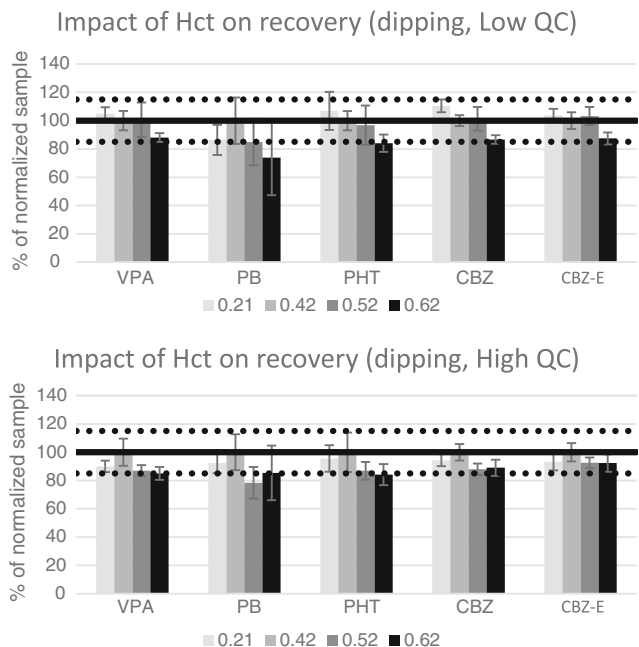 Impact of Hct on recovery (dipping, Low QC)
% of normalized sample
140
120
100
80
60
40
20
0
VPA PB PHT CBZ CBZ-E
0.21 0.42 0.52 0.62
Impact of Hct on recovery (dipping, High QC)
% of normalized sample
140
120
100
80
60
40
20
0
VPA PB PHT CBZ CBZ-E
0.21 0.42 0.52 0.62